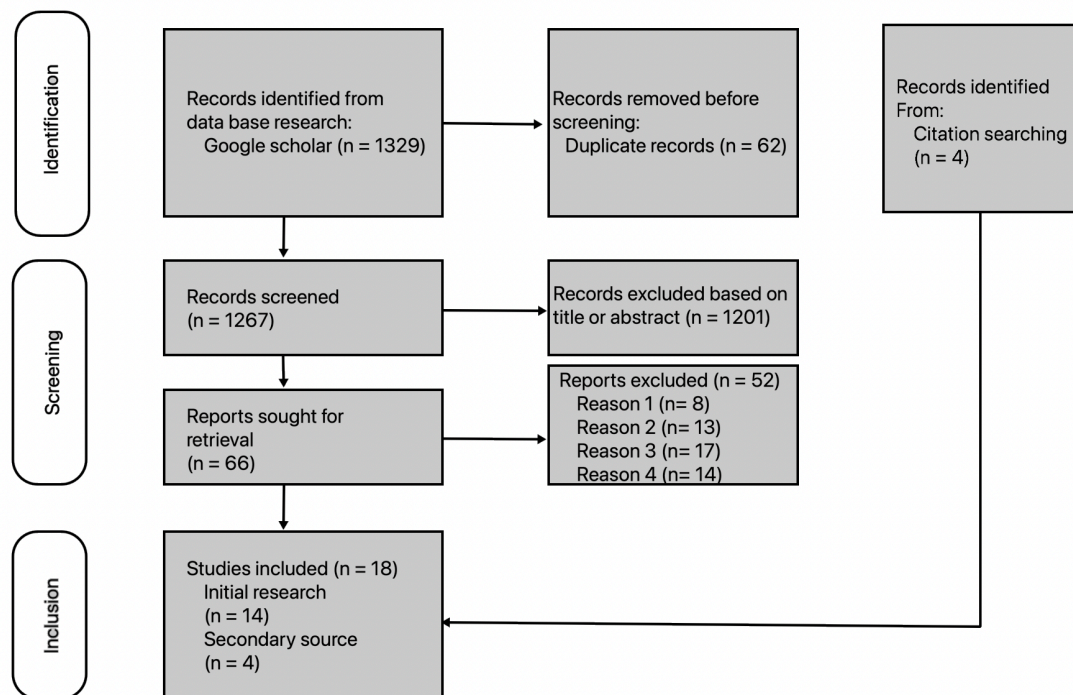 Identification
Records identified from
data base research:
Google scholar (n = 1329)
Records removed before
screening:
Duplicate records (n = 62)
Records identified
From:
Citation searching
(n = 4)
Screening
Records screened
(n = 1267)
Records excluded based on
title or abstract (n = 1201)
Reports sought for
retrieval
(n = 66)
Reports excluded (n = 52)
Reason 1 (n= 8)
Reason 2 (n= 13)
Reason 3 (n= 17)
Reason 4 (n= 14)
Inclusion
Studies included (n = 18)
Initial research
(n = 14)
Secondary source
(n = 4)